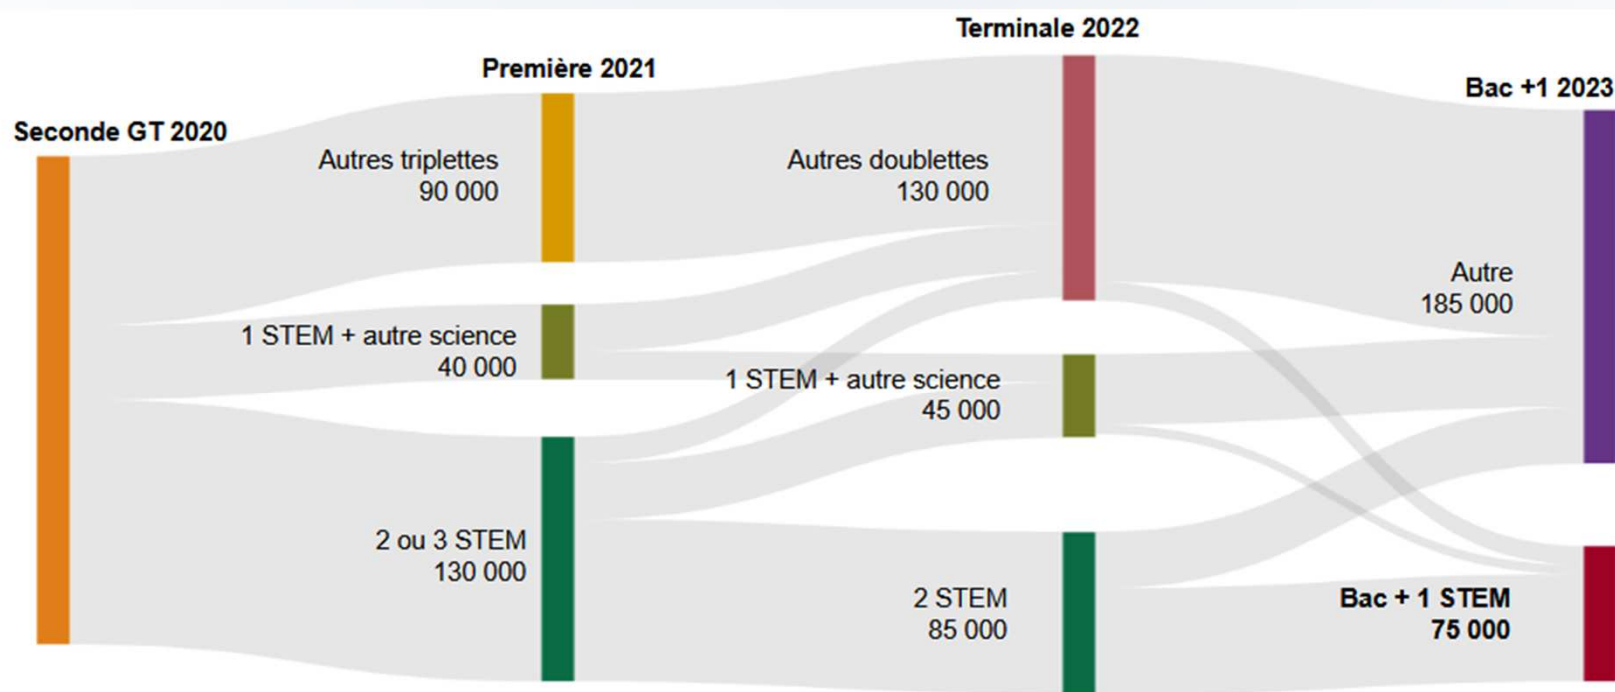 Terminale 2022
Première 2021
Bac +1 2023
Seconde GT 2020
Autres triplettes
90 000
Autres doublettes
130 000
Autre
185 000
1 STEM + autre science
40 000
1 STEM + autre science
45 000
2 ou 3 STEM
130 000
2 STEM
85 000
Bac + 1 STEM
75 000